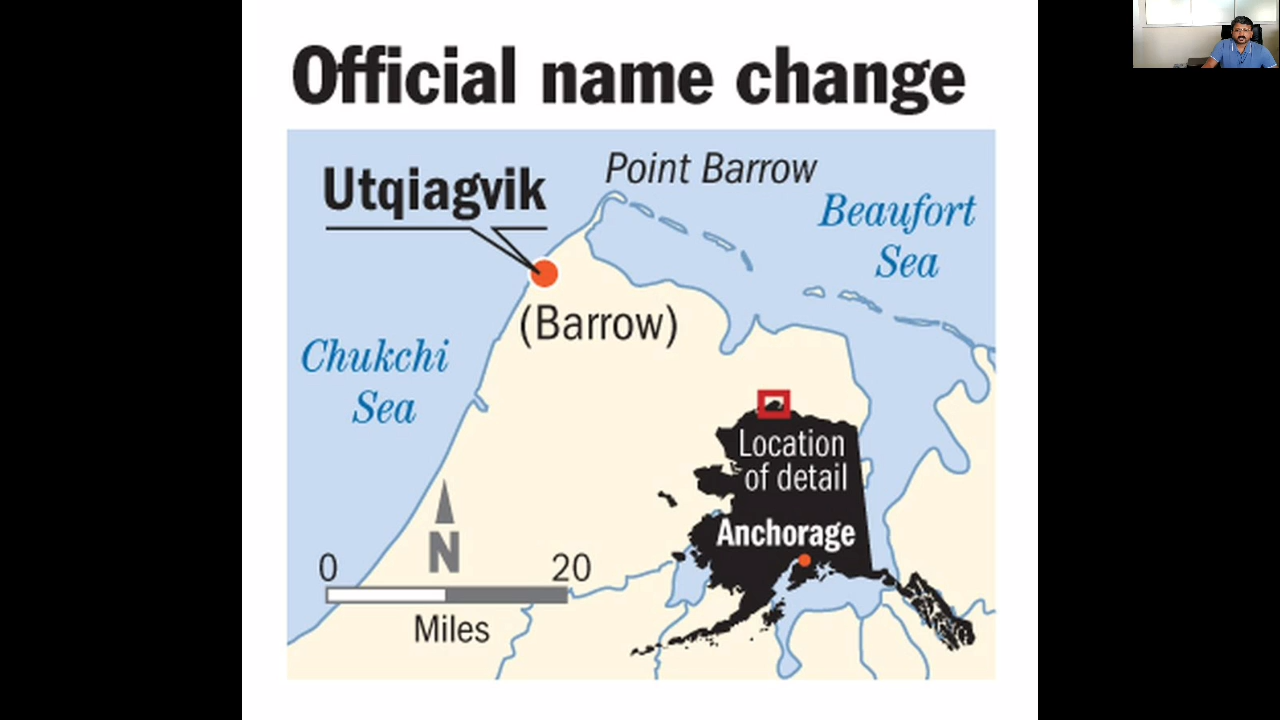 Official name change
Utqiagvik
Point Barrow
Beaufort
Sea
(Barrow)
Chukchi
Sea
Location
of detail
Anchorage
N
0 20
Miles